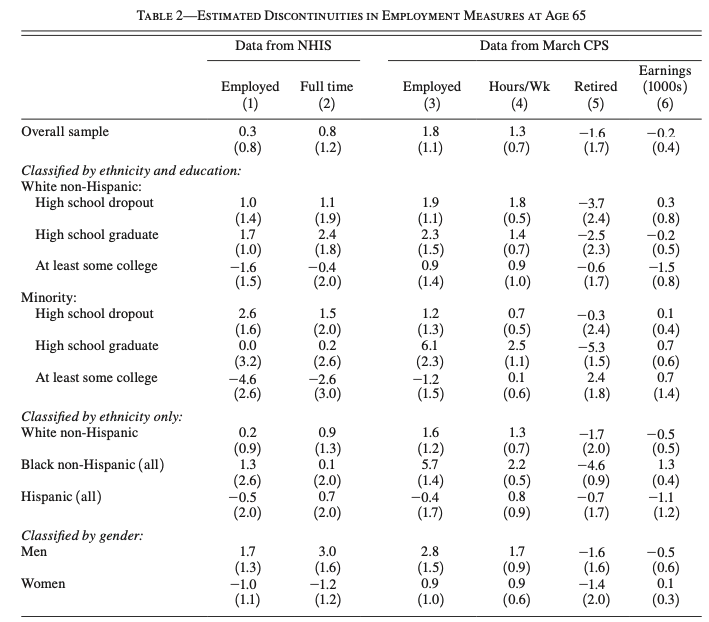 TABLE 2—ESTIMATED DISCONTINUITIES IN EMPLOYMENT MEASURES AT AGE 65
Data from NHIS Data from March CPS
Earnings
Employed Full time Employed Hours/Wk Retired (1000s)
(1) (2) (3) (4) (5) (6)
Overall sample 0.3 0.8 1.8 1.3 −1.6 −0.2
(0.8) (1.2) (1.1) (0.7) (1.7) (0.4)
Classified by ethnicity and education:
White non-Hispanic:
High school dropout 1.0 1.1 1.9 1.8 −3.7 0.3
(1.4) (1.9) (1.1) (0.5) (2.4) (0.8)
High school graduate 1.7 2.4 2.3 1.4 −2.5 −0.2
(1.0) (1.8) (1.5) (0.7) (2.3) (0.5)
At least some college −1.6 −0.4 0.9 0.9 −0.6 −1.5
(1.5) (2.0) (1.4) (1.0) (1.7) (0.8)
Minority:
High school dropout 2.6 1.5 1.2 0.7 −0.3 0.1
(1.6) (2.0) (1.3) (0.5) (2.4) (0.4)
High school graduate 0.0 0.2 6.1 2.5 −5.3 0.7
(3.2) (2.6) (2.3) (1.1) (1.5) (0.6)
At least some college −4.6 −2.6 −1.2 0.1 2.4 0.7
(2.6) (3.0) (1.5) (0.6) (1.8) (1.4)
Classified by ethnicity only:
White non-Hispanic 0.2 0.9 1.6 1.3 −1.7 −0.5
(0.9) (1.3) (1.2) (0.7) (2.0) (0.5)
Black non-Hispanic (all) 1.3 0.1 5.7 2.2 −4.6 1.3
(2.6) (2.0) (1.4) (0.5) (0.9) (0.4)
Hispanic (all) −0.5 0.7 −0.4 0.8 −0.7 −1.1
(2.0) (2.0) (1.7) (0.9) (1.7) (1.2)
Classified by gender:
Men 1.7 3.0 2.8 1.7 −1.6 −0.5
(1.3) (1.6) (1.5) (0.9) (1.6) (0.6)
Women −1.0 −1.2 0.9 0.9 −1.4 0.1
(1.1) (1.2) (1.0) (0.6) (2.0) (0.3)